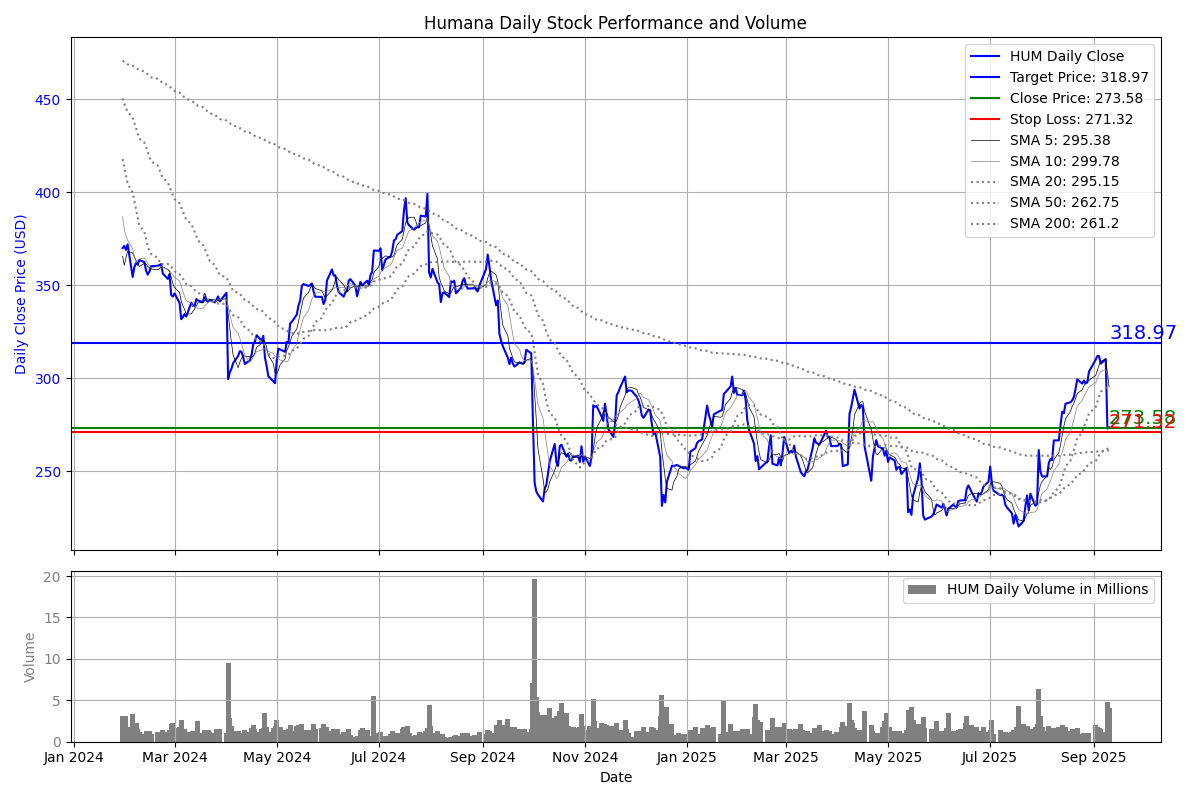 Humana Daily Stock Performance and Volume
Daily Close Price (USD)
450
400
350
300
250
HUM Daily Close
Target Price: 318.97
Close Price: 273.58
Stop Loss: 271.32
SMA 5: 295.38
SMA 10: 299.78
SMA 20: 295.15
SMA 50: 262.75
SMA 200: 261.2
318.97
273.58
271.32
Volume
20
15
10
5
0
HUM Daily Volume in Millions
Jan 2024 Mar 2024 May 2024 Jul 2024 Sep 2024 Nov 2024 Jan 2025 Mar 2025 May 2025 Jul 2025 Sep 2025
Date